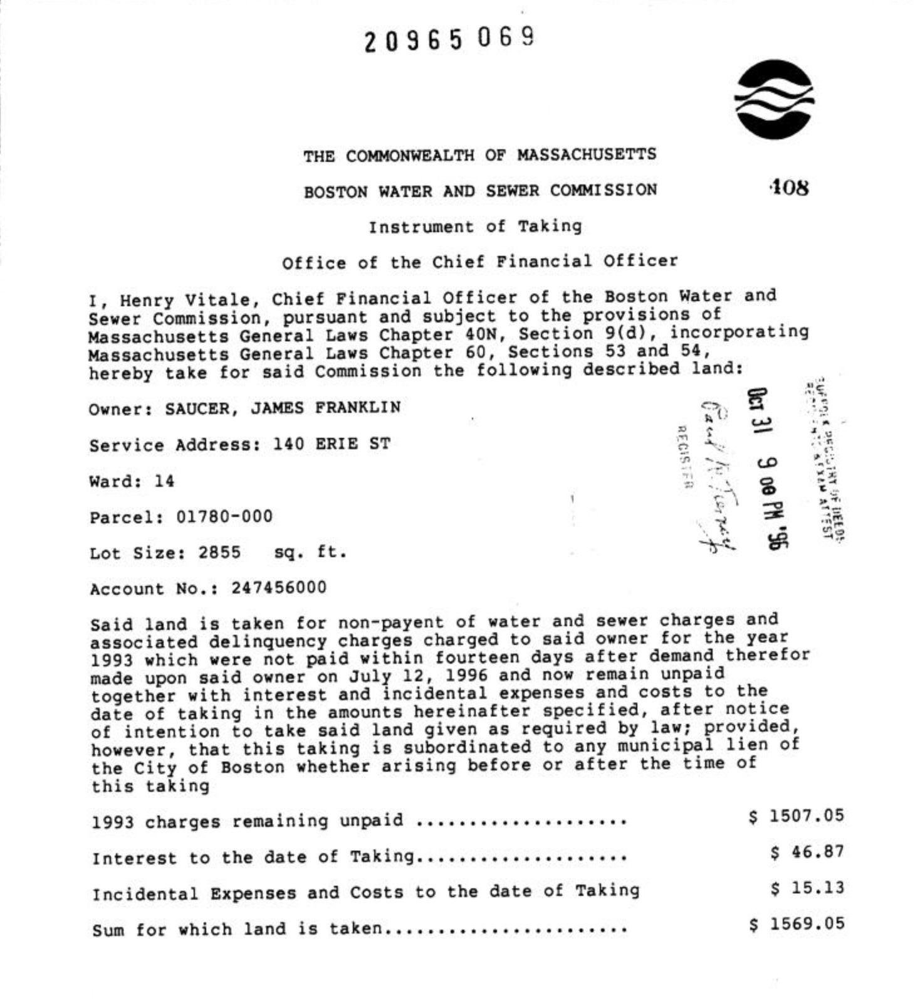 20965 069
THE COMMONWEALTH OF MASSACHUSETTS
BOSTON WATER AND SEWER COMMISSION
108
Instrument of Taking
Office of the Chief Financial Officer
I, Henry Vitale, Chief Financial Officer of the Boston Water and
Sewer Commission, pursuant and subject to the provisions of
Massachusetts General Laws Chapter 40N, Section 9(d), incorporating
Massachusetts General Laws Chapter 60, Sections 53 and 54,
hereby take for said Commission the following described land:
Owner: SAUCER, JAMES FRANKLIN
Service Address: 140 ERIE ST
Ward: 14
Parcel: 01780-000
Lot Size: 2855 sq. ft.
Account No.: 247456000
REGISTER
OCT 31 9 00 PM '96
SUFFOLK REGISTRY OF DEEDS
ATTEST
Said land is taken for non-payent of water and sewer charges and
associated delinquency charges charged to said owner for the year
1993 which were not paid within fourteen days after demand therefor
made upon said owner on July 12, 1996 and now remain unpaid
together with interest and incidental expenses and costs to the
date of taking in the amounts hereinafter specified, after notice
of intention to take said land given as required by law; provided,
however, that this taking is subordinated to any municipal lien of
the City of Boston whether arising before or after the time of
this taking
1993 charges remaining unpaid .................... $ 1507.05
Interest to the date of Taking.................... $ 46.87
Incidental Expenses and Costs to the date of Taking $ 15.13
Sum for which land is taken....................... $ 1569.05